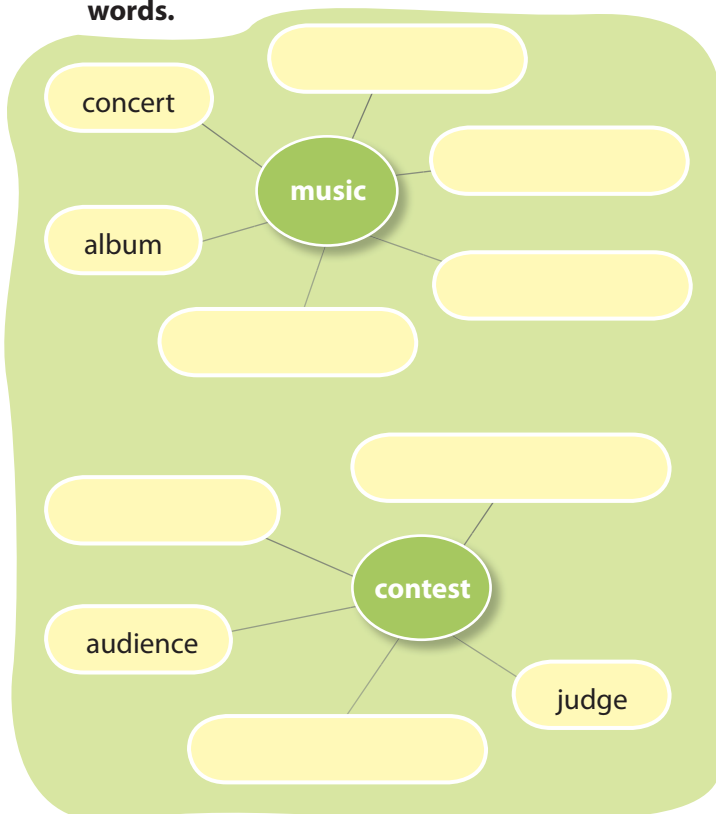 words.
concert
music
album
contest
audience
judge